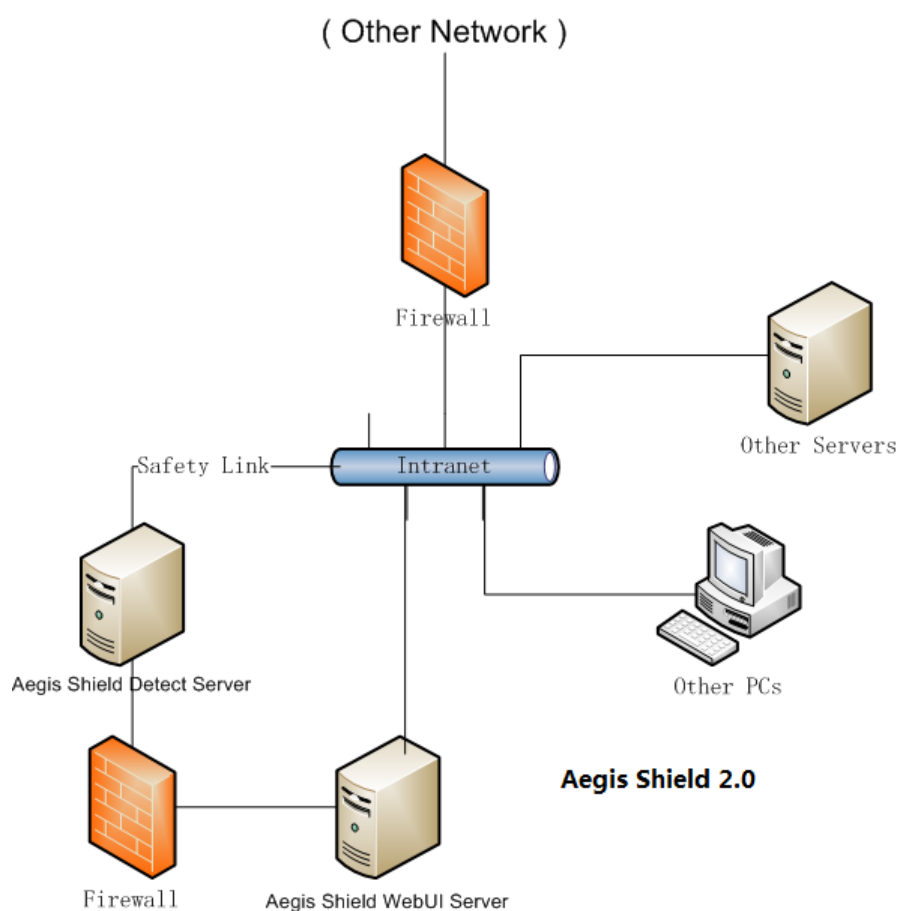 ( Other Network )
Firewall
Other Servers
Safety Link
Intranet
Aegis Shield Detect Server
Other PCs
Aegis Shield 2.0
Firewall
Aegis Shield WebUI Server